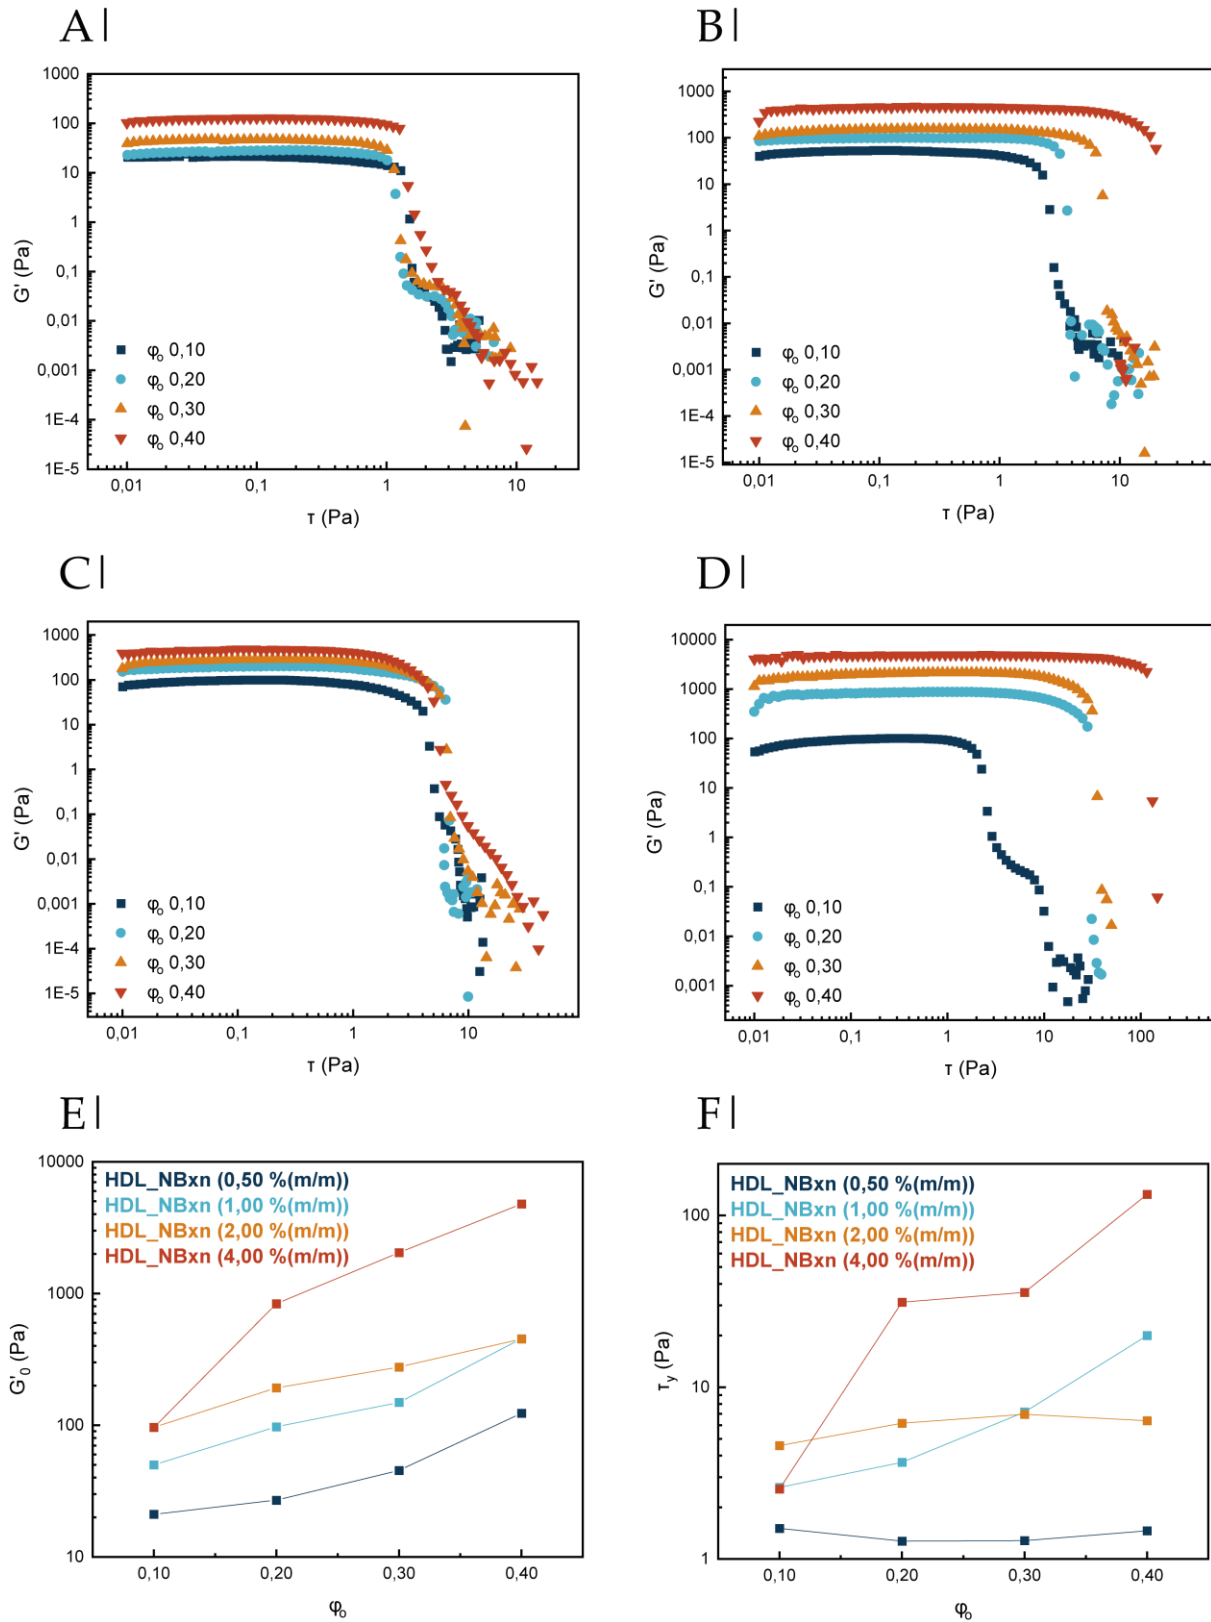 A|
1000
100
10
1
0,1
0,01
0,001
1E-4
1E-5
G' (Pa)
φₒ 0,10
φₒ 0,20
φₒ 0,30
φₒ 0,40
0,01 0,1 1 10
τ (Pa)
B|
1000
100
10
1
0,1
0,01
0,001
1E-4
1E-5
G' (Pa)
φₒ 0,10
φₒ 0,20
φₒ 0,30
φₒ 0,40
0,01 0,1 1 10
τ (Pa)
C|
1000
100
10
1
0,1
0,01
0,001
1E-4
1E-5
G' (Pa)
φₒ 0,10
φₒ 0,20
φₒ 0,30
φₒ 0,40
0,01 0,1 1 10
τ (Pa)
D|
10000
1000
100
10
1
0,1
0,01
0,001
G' (Pa)
φₒ 0,10
φₒ 0,20
φₒ 0,30
φₒ 0,40
0,01 0,1 1 10 100
τ (Pa)
E|
10000
1000
100
10
G'₀ (Pa)
HDL_NBxn (0,50 %(m/m))
HDL_NBxn (1,00 %(m/m))
HDL_NBxn (2,00 %(m/m))
HDL_NBxn (4,00 %(m/m))
0,10 0,20 0,30 0,40
φₒ
F|
100
10
1
τ_y (Pa)
HDL_NBxn (0,50 %(m/m))
HDL_NBxn (1,00 %(m/m))
HDL_NBxn (2,00 %(m/m))
HDL_NBxn (4,00 %(m/m))
0,10 0,20 0,30 0,40
φₒ